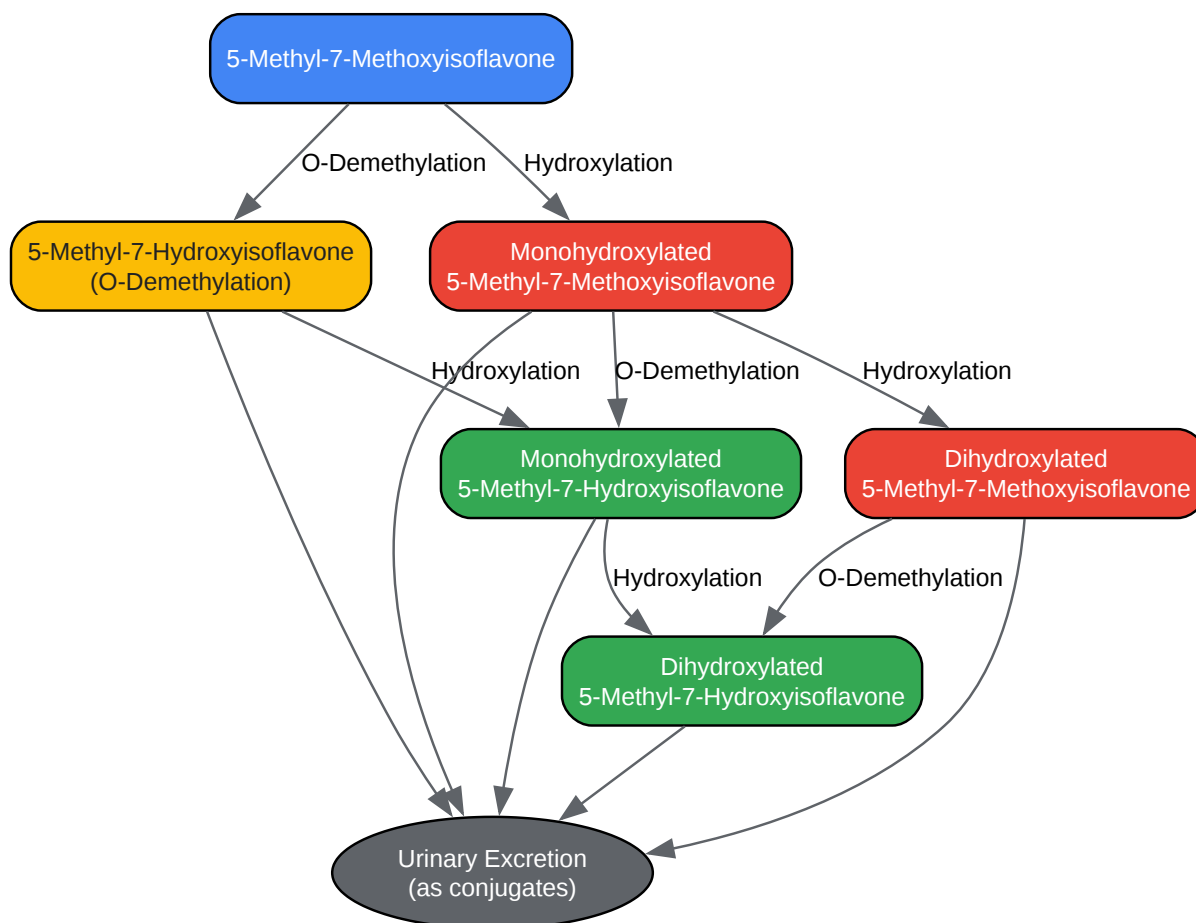 5-Methyl-7-Methoxyisoflavone
O-Demethylation
Hydroxylation
5-Methyl-7-Hydroxyisoflavone
(O-Demethylation)
Monohydroxylated
5-Methyl-7-Methoxyisoflavone
Hydroxylation
O-Demethylation
Hydroxylation
Monohydroxylated
5-Methyl-7-Hydroxyisoflavone
Dihydroxylated
5-Methyl-7-Methoxyisoflavone
Hydroxylation
O-Demethylation
Dihydroxylated
5-Methyl-7-Hydroxyisoflavone
Urinary Excretion
(as conjugates)